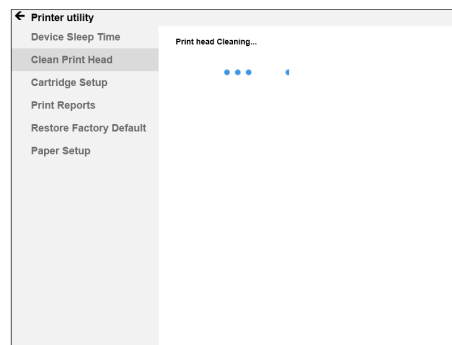 Printer utility
Device Sleep Time
Clean Print Head
Cartridge Setup
Print Reports
Restore Factory Default
Paper Setup
Print head Cleaning...